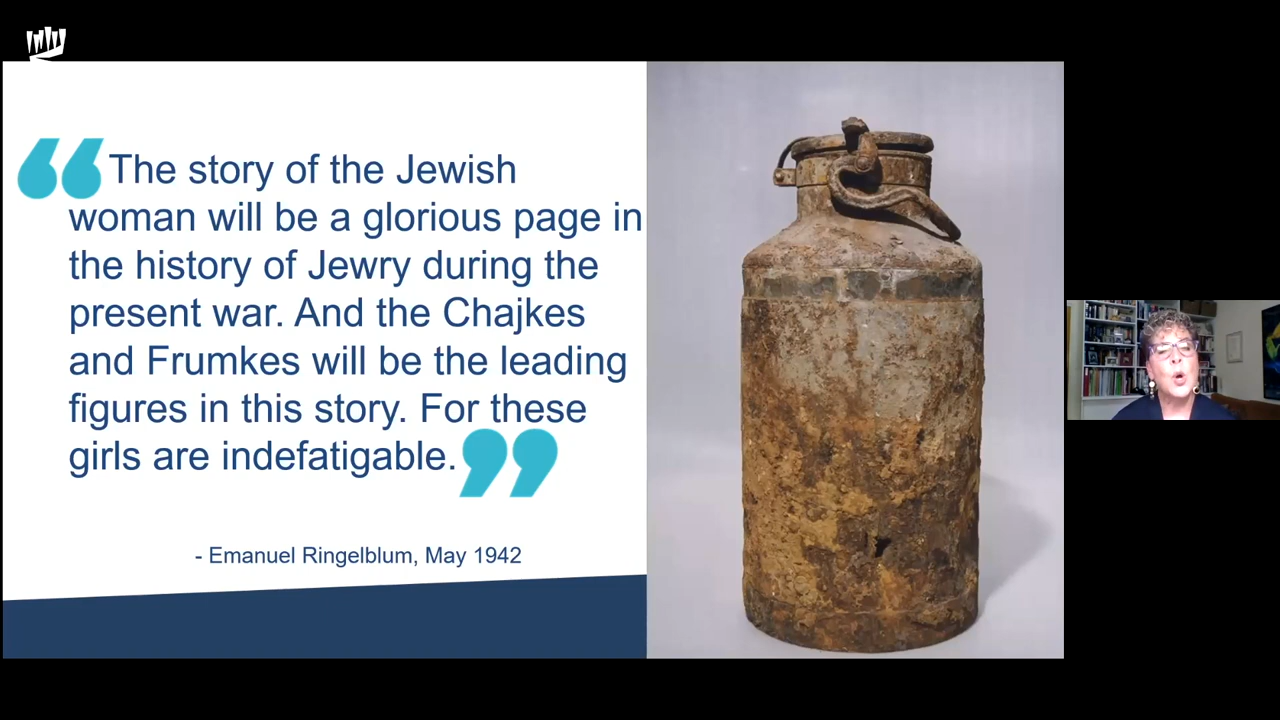 “The story of the Jewish
woman will be a glorious page in
the history of Jewry during the
present war. And the Chajkes
and Frumkes will be the leading
figures in this story. For these
girls are indefatigable.”
- Emanuel Ringelblum, May 1942